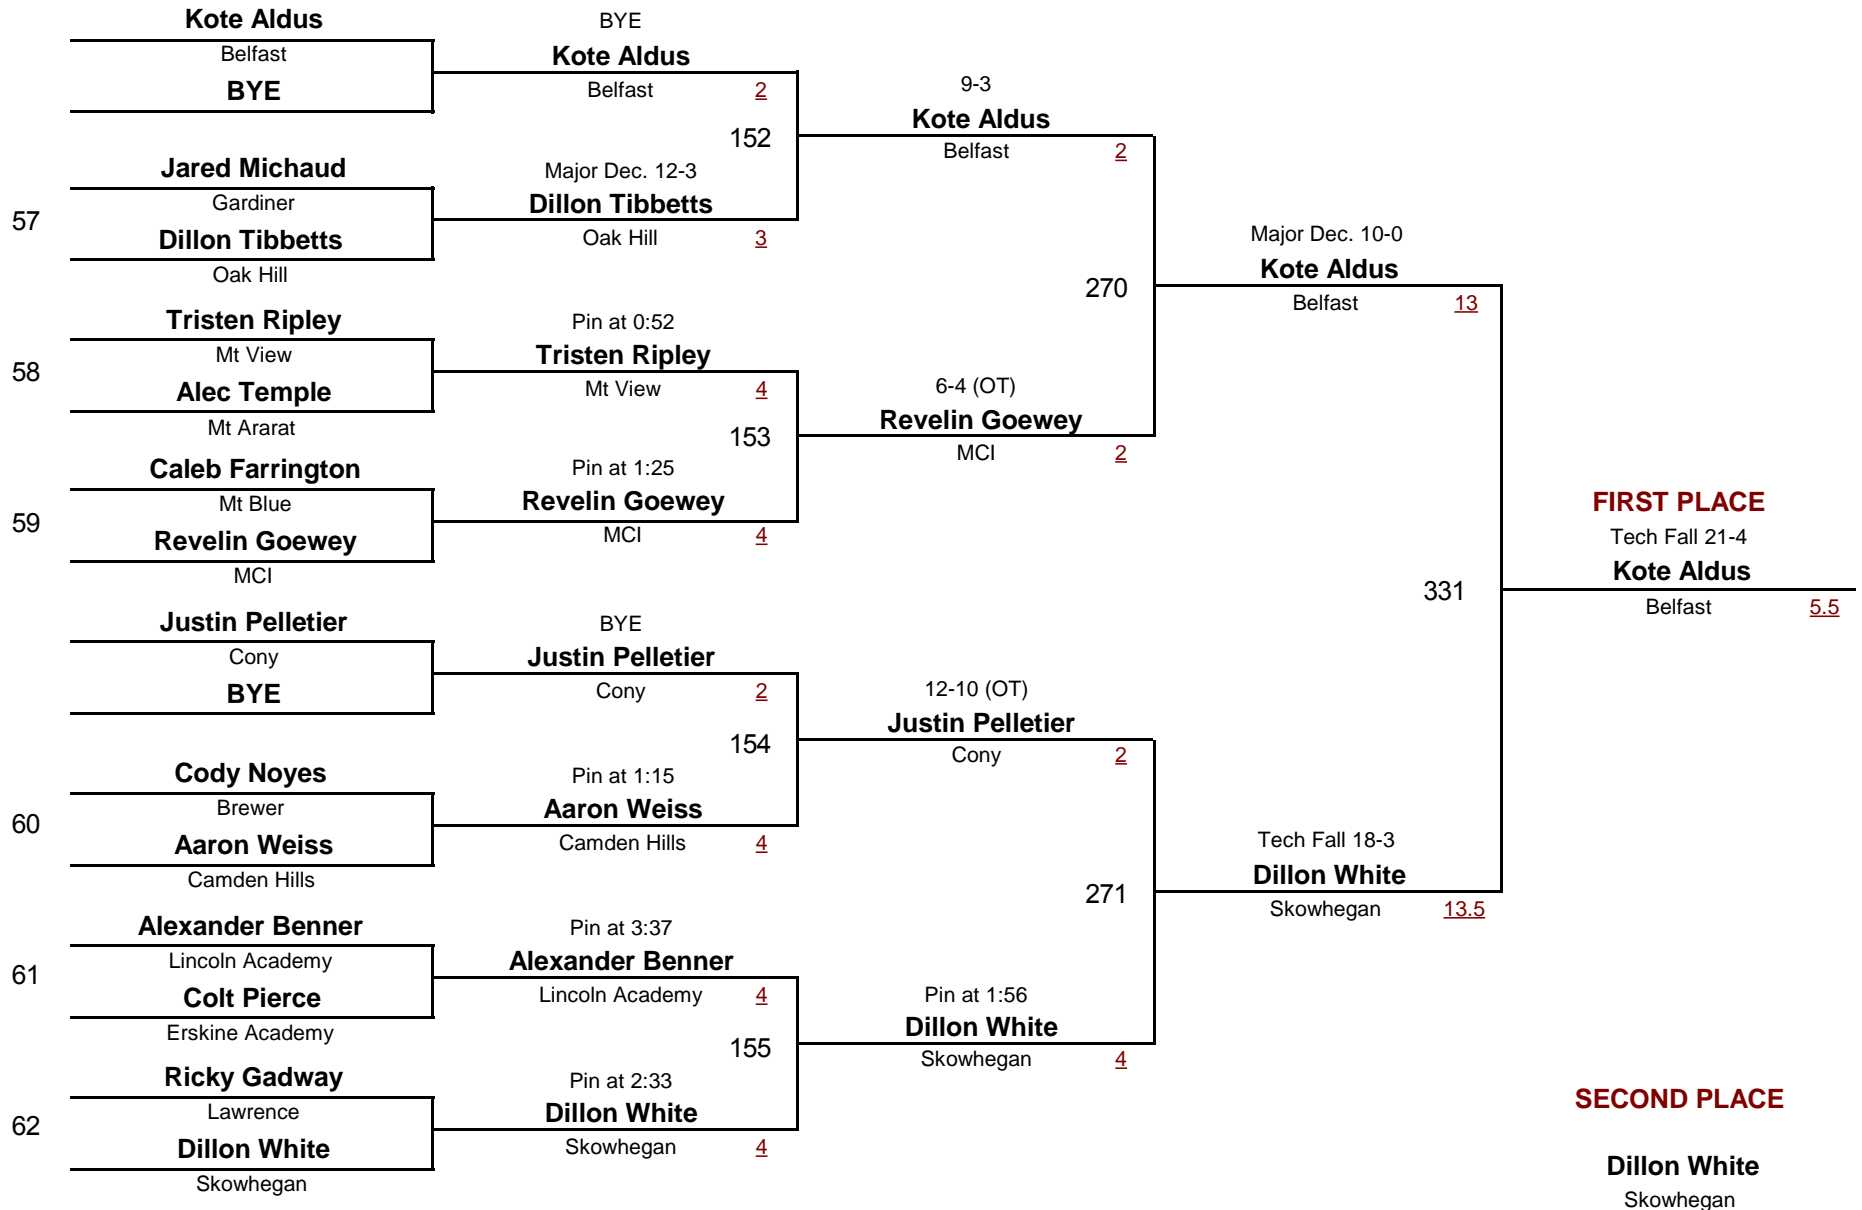 Kote Aldus
Belfast
BYE
57
Jared Michaud
Gardiner
Dillon Tibbetts
Oak Hill
58
Tristen Ripley
Mt View
Alec Temple
Mt Ararat
59
Caleb Farrington
Mt Blue
Revelin Goewey
MCI
Justin Pelletier
Cony
BYE
60
Cody Noyes
Brewer
Aaron Weiss
Camden Hills
61
Alexander Benner
Lincoln Academy
Colt Pierce
Erskine Academy
62
Ricky Gadway
Lawrence
Dillon White
Skowhegan
BYE
Kote Aldus
Belfast 2
152
Major Dec. 12-3
Dillon Tibbetts
Oak Hill 3
Pin at 0:52
Tristen Ripley
Mt View 4
153
Pin at 1:25
Revelin Goewey
MCI 4
BYE
Justin Pelletier
Cony 2
154
Pin at 1:15
Aaron Weiss
Camden Hills 4
Pin at 3:37
Alexander Benner
Lincoln Academy 4
155
Pin at 2:33
Dillon White
Skowhegan 4
9-3
Kote Aldus
Belfast 2
270
6-4 (OT)
Revelin Goewey
MCI 2
12-10 (OT)
Justin Pelletier
Cony 2
271
Pin at 1:56
Dillon White
Skowhegan 4
Major Dec. 10-0
Kote Aldus
Belfast 13
331
Tech Fall 18-3
Dillon White
Skowhegan 13.5
FIRST PLACE
Tech Fall 21-4
Kote Aldus
Belfast 5.5
SECOND PLACE
Dillon White
Skowhegan